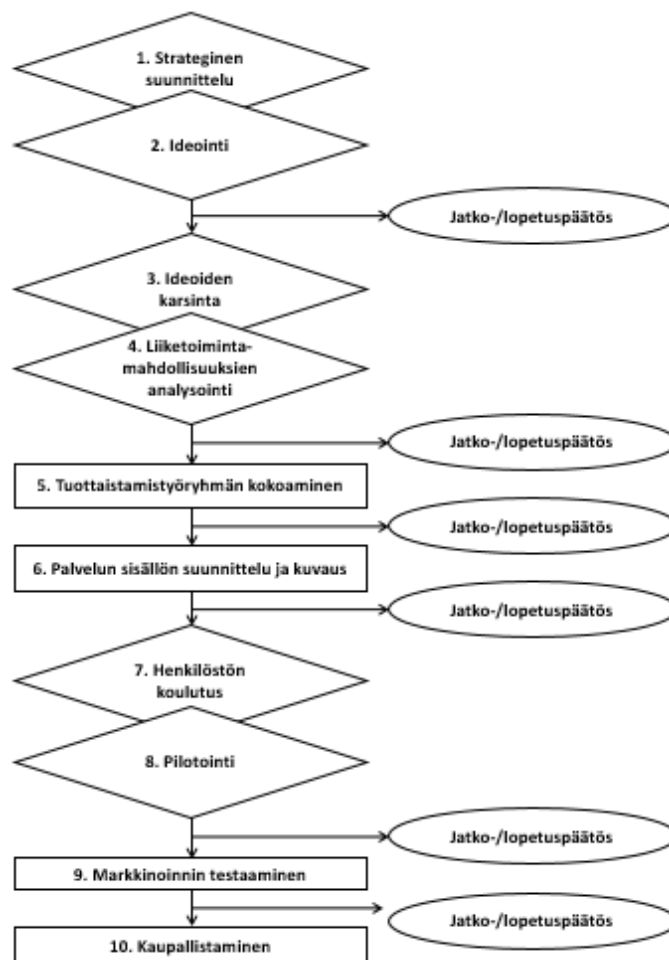 1. Strateginen
suunnittelu
2. Ideointi
Jatko-/lopetuspäätös
3. Ideoiden
karsinta
4. Liiketoiminta-
mahdollisuuksien
analysointi
Jatko-/lopetuspäätös
5. Tuottaistamistyöryhmän kokoaminen
Jatko-/lopetuspäätös
6. Palvelun sisällön suunnittelu ja kuvaus
Jatko-/lopetuspäätös
7. Henkilöstön
koulutus
8. Pilotointi
Jatko-/lopetuspäätös
9. Markkinoinnin testaaminen
Jatko-/lopetuspäätös
10. Kaupallistaminen